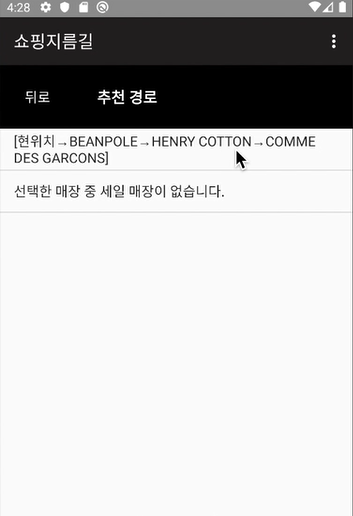 4:28
쇼핑지름길
뒤로 추천 경로
[현위치→BEANPOLE→HENRY COTTON→COMME
DES GARCONS]
선택한 매장 중 세일 매장이 없습니다.